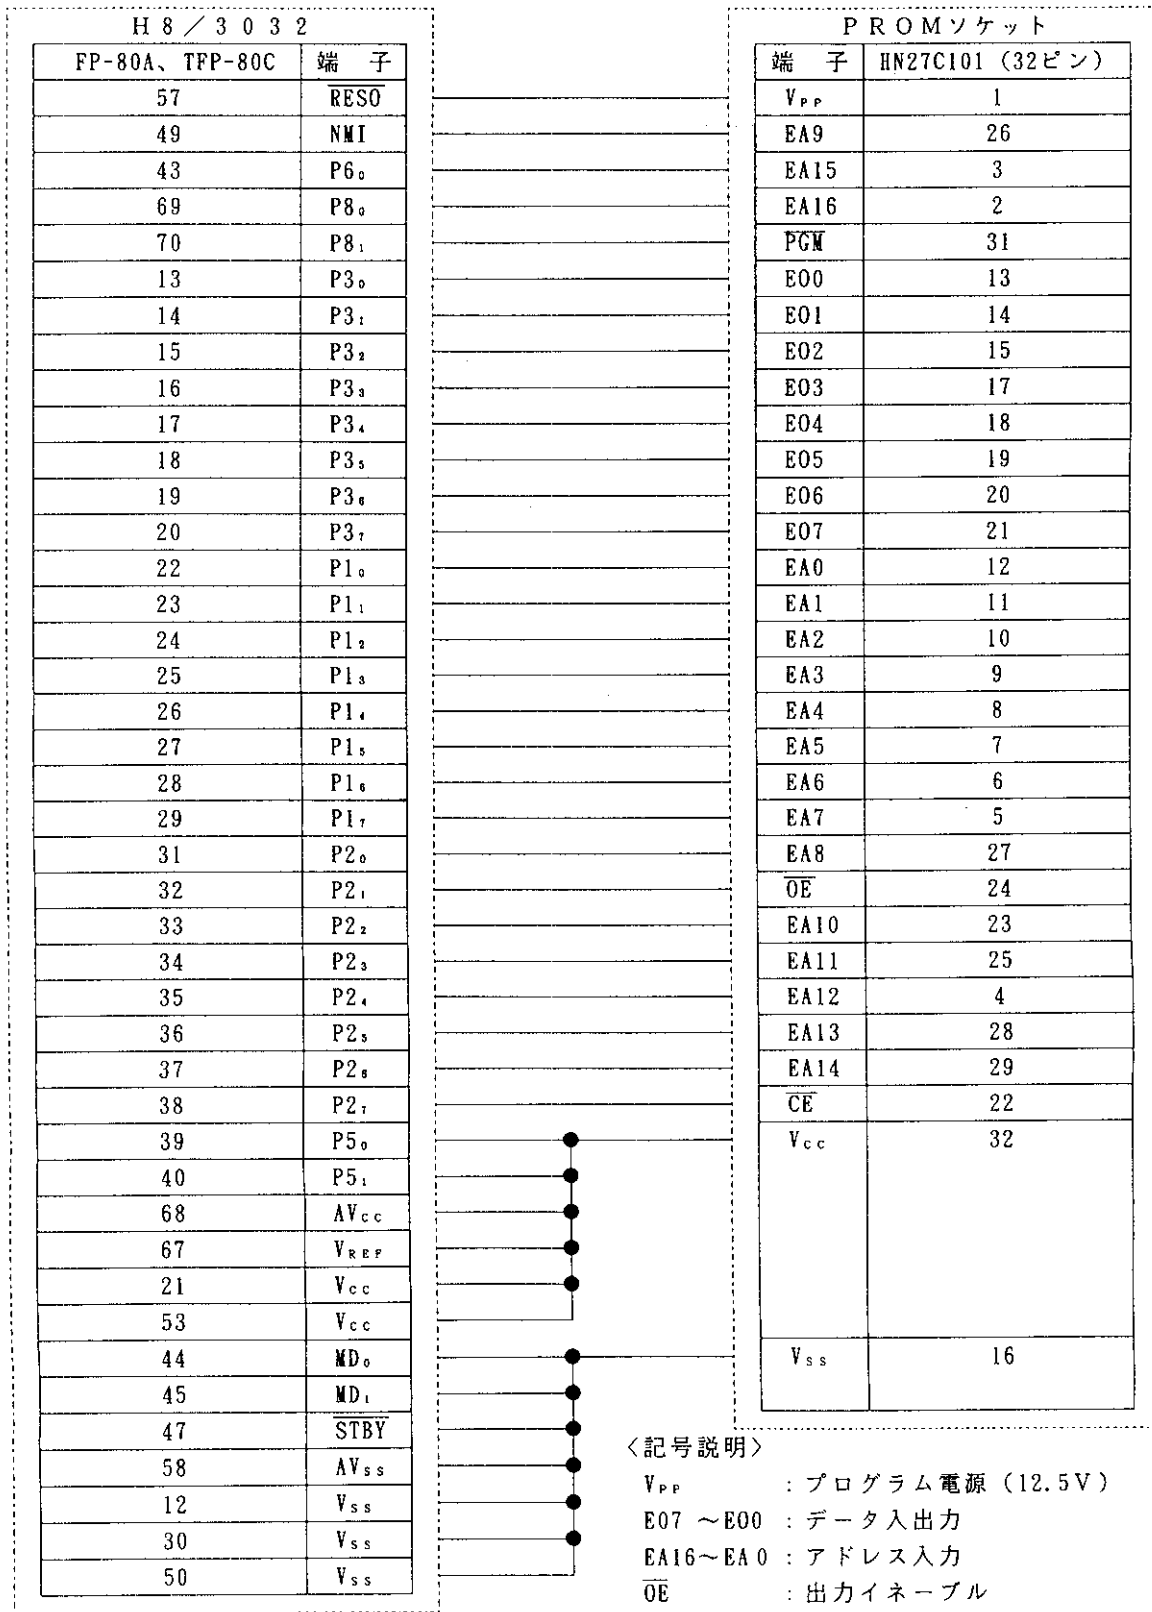 H8／3032 PROMソケット
FP-80A、TFP-80C 端 子 端 子 HN27C101 (32ピン)
57 R̅E̅S̅O̅ VPP 1
49 NMI EA9 26
43 P6₀ EA15 3
69 P8₀ EA16 2
70 P8₁ P̅G̅M̅ 31
13 P3₀ EO0 13
14 P3₁ EO1 14
15 P3₂ EO2 15
16 P3₃ EO3 17
17 P3₄ EO4 18
18 P3₅ EO5 19
19 P3₆ EO6 20
20 P3₇ EO7 21
22 P1₀ EA0 12
23 P1₁ EA1 11
24 P1₂ EA2 10
25 P1₃ EA3 9
26 P1₄ EA4 8
27 P1₅ EA5 7
28 P1₆ EA6 6
29 P1₇ EA7 5
31 P2₀ EA8 27
32 P2₁ O̅E̅ 24
33 P2₂ EA10 23
34 P2₃ EA11 25
35 P2₄ EA12 4
36 P2₅ EA13 28
37 P2₆ EA14 29
38 P2₇ C̅E̅ 22
39 P5₀ Vcc 32
40 P5₁
68 AVcc
67 VREF
21 Vcc
53 Vcc
44 MD₀ Vss 16
45 MD₁
47 S̅T̅B̅Y̅
58 AVss
12 Vss
30 Vss
50 Vss
〈記号説明〉
VPP : プログラム電源 (12.5V)
EO7 ～EO0 : データ入出力
EA16～EA0 : アドレス入力
O̅E̅ : 出力イネーブル